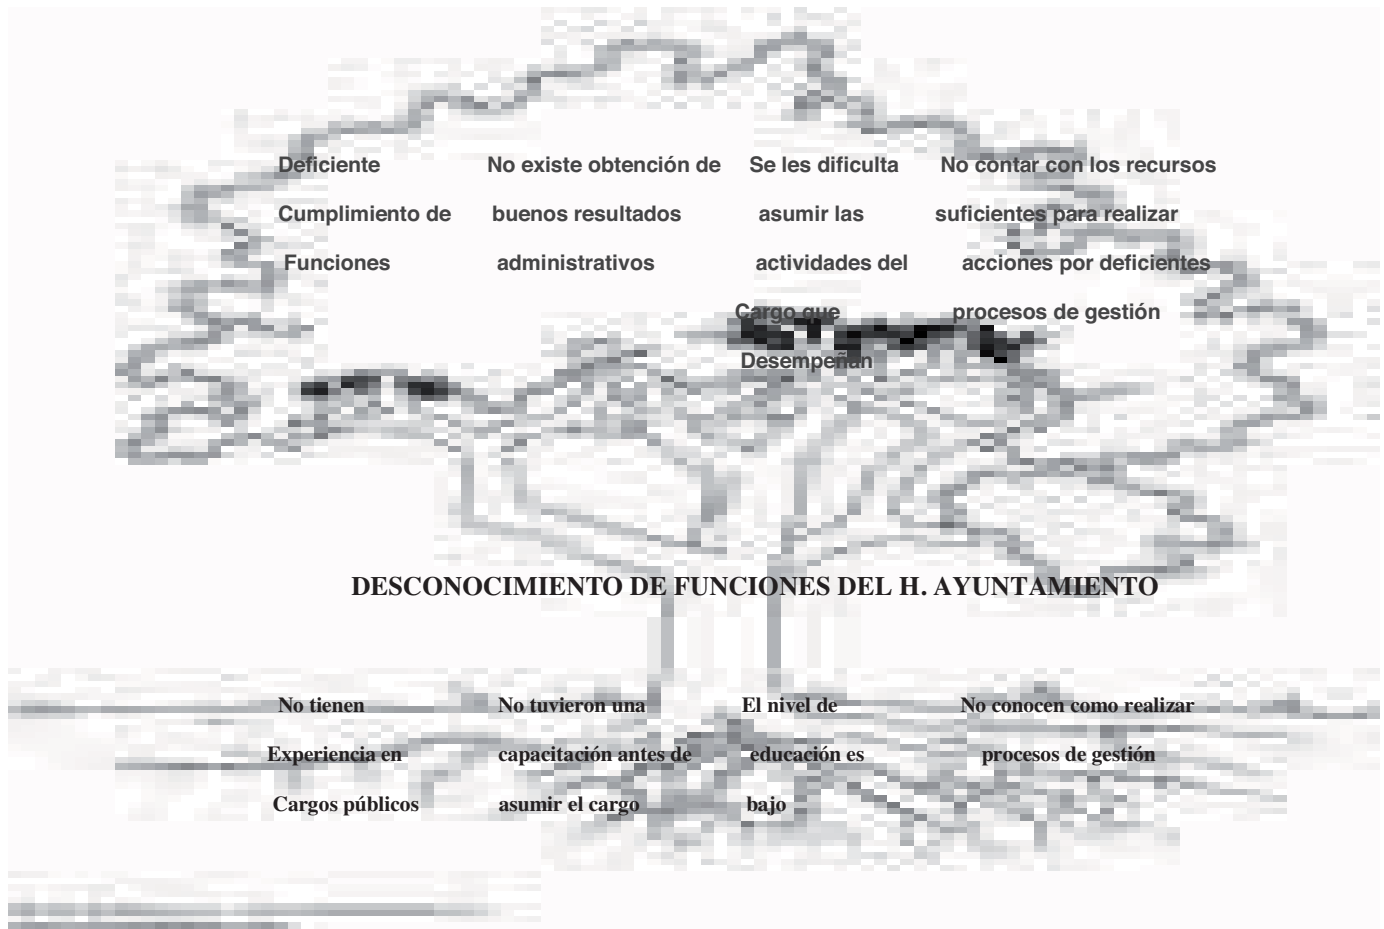 Deficiente No existe obtención de Se les dificulta No contar con los recursos
Cumplimiento de buenos resultados asumir las suficientes para realizar
Funciones administrativos actividades del acciones por deficientes
Cargo que procesos de gestión
Desempeñan
DESCONOCIMIENTO DE FUNCIONES DEL H. AYUNTAMIENTO
No tienen No tuvieron una El nivel de No conocen como realizar
Experiencia en capacitación antes de educación es procesos de gestión
Cargos públicos asumir el cargo bajo